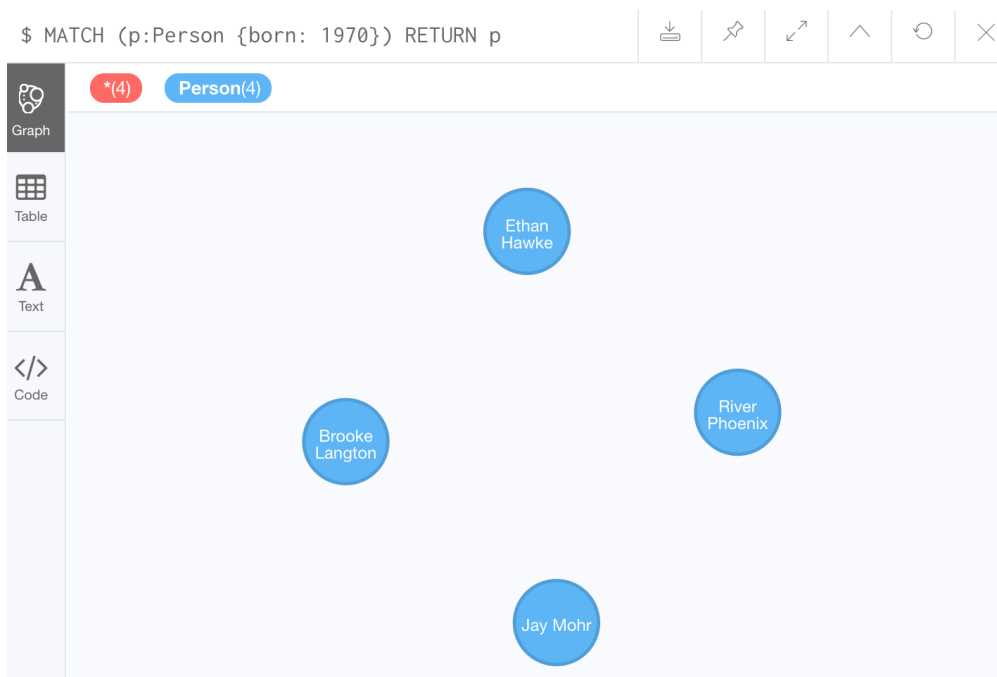 $ MATCH (p:Person {born: 1970}) RETURN p
*(4) Person(4)
Graph
Table
A
Text
</>
Code
Ethan
Hawke
River
Phoenix
Brooke
Langton
Jay Mohr